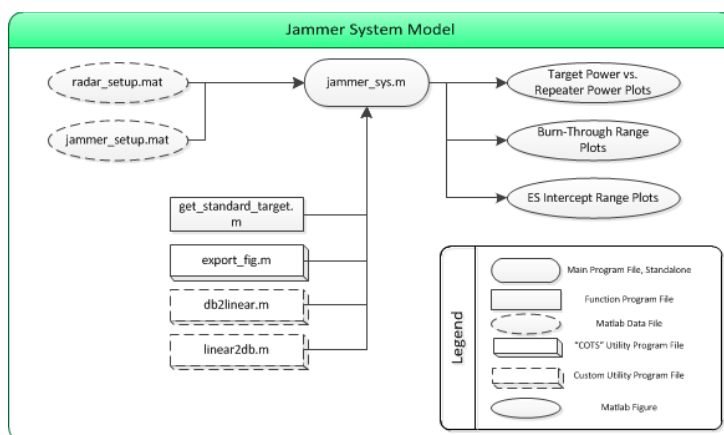 Jammer System Model
radar_setup.mat
jammer_setup.mat
jammer_sys.m
Target Power vs.
Repeater Power Plots
Burn-Through Range
Plots
ES Intercept Range Plots
get_standard_target.
m
export_fig.m
db2linear.m
linear2db.m
Legend
Main Program File, Standalone
Function Program File
Matlab Data File
"COTS" Utility Program File
Custom Utility Program File
Matlab Figure